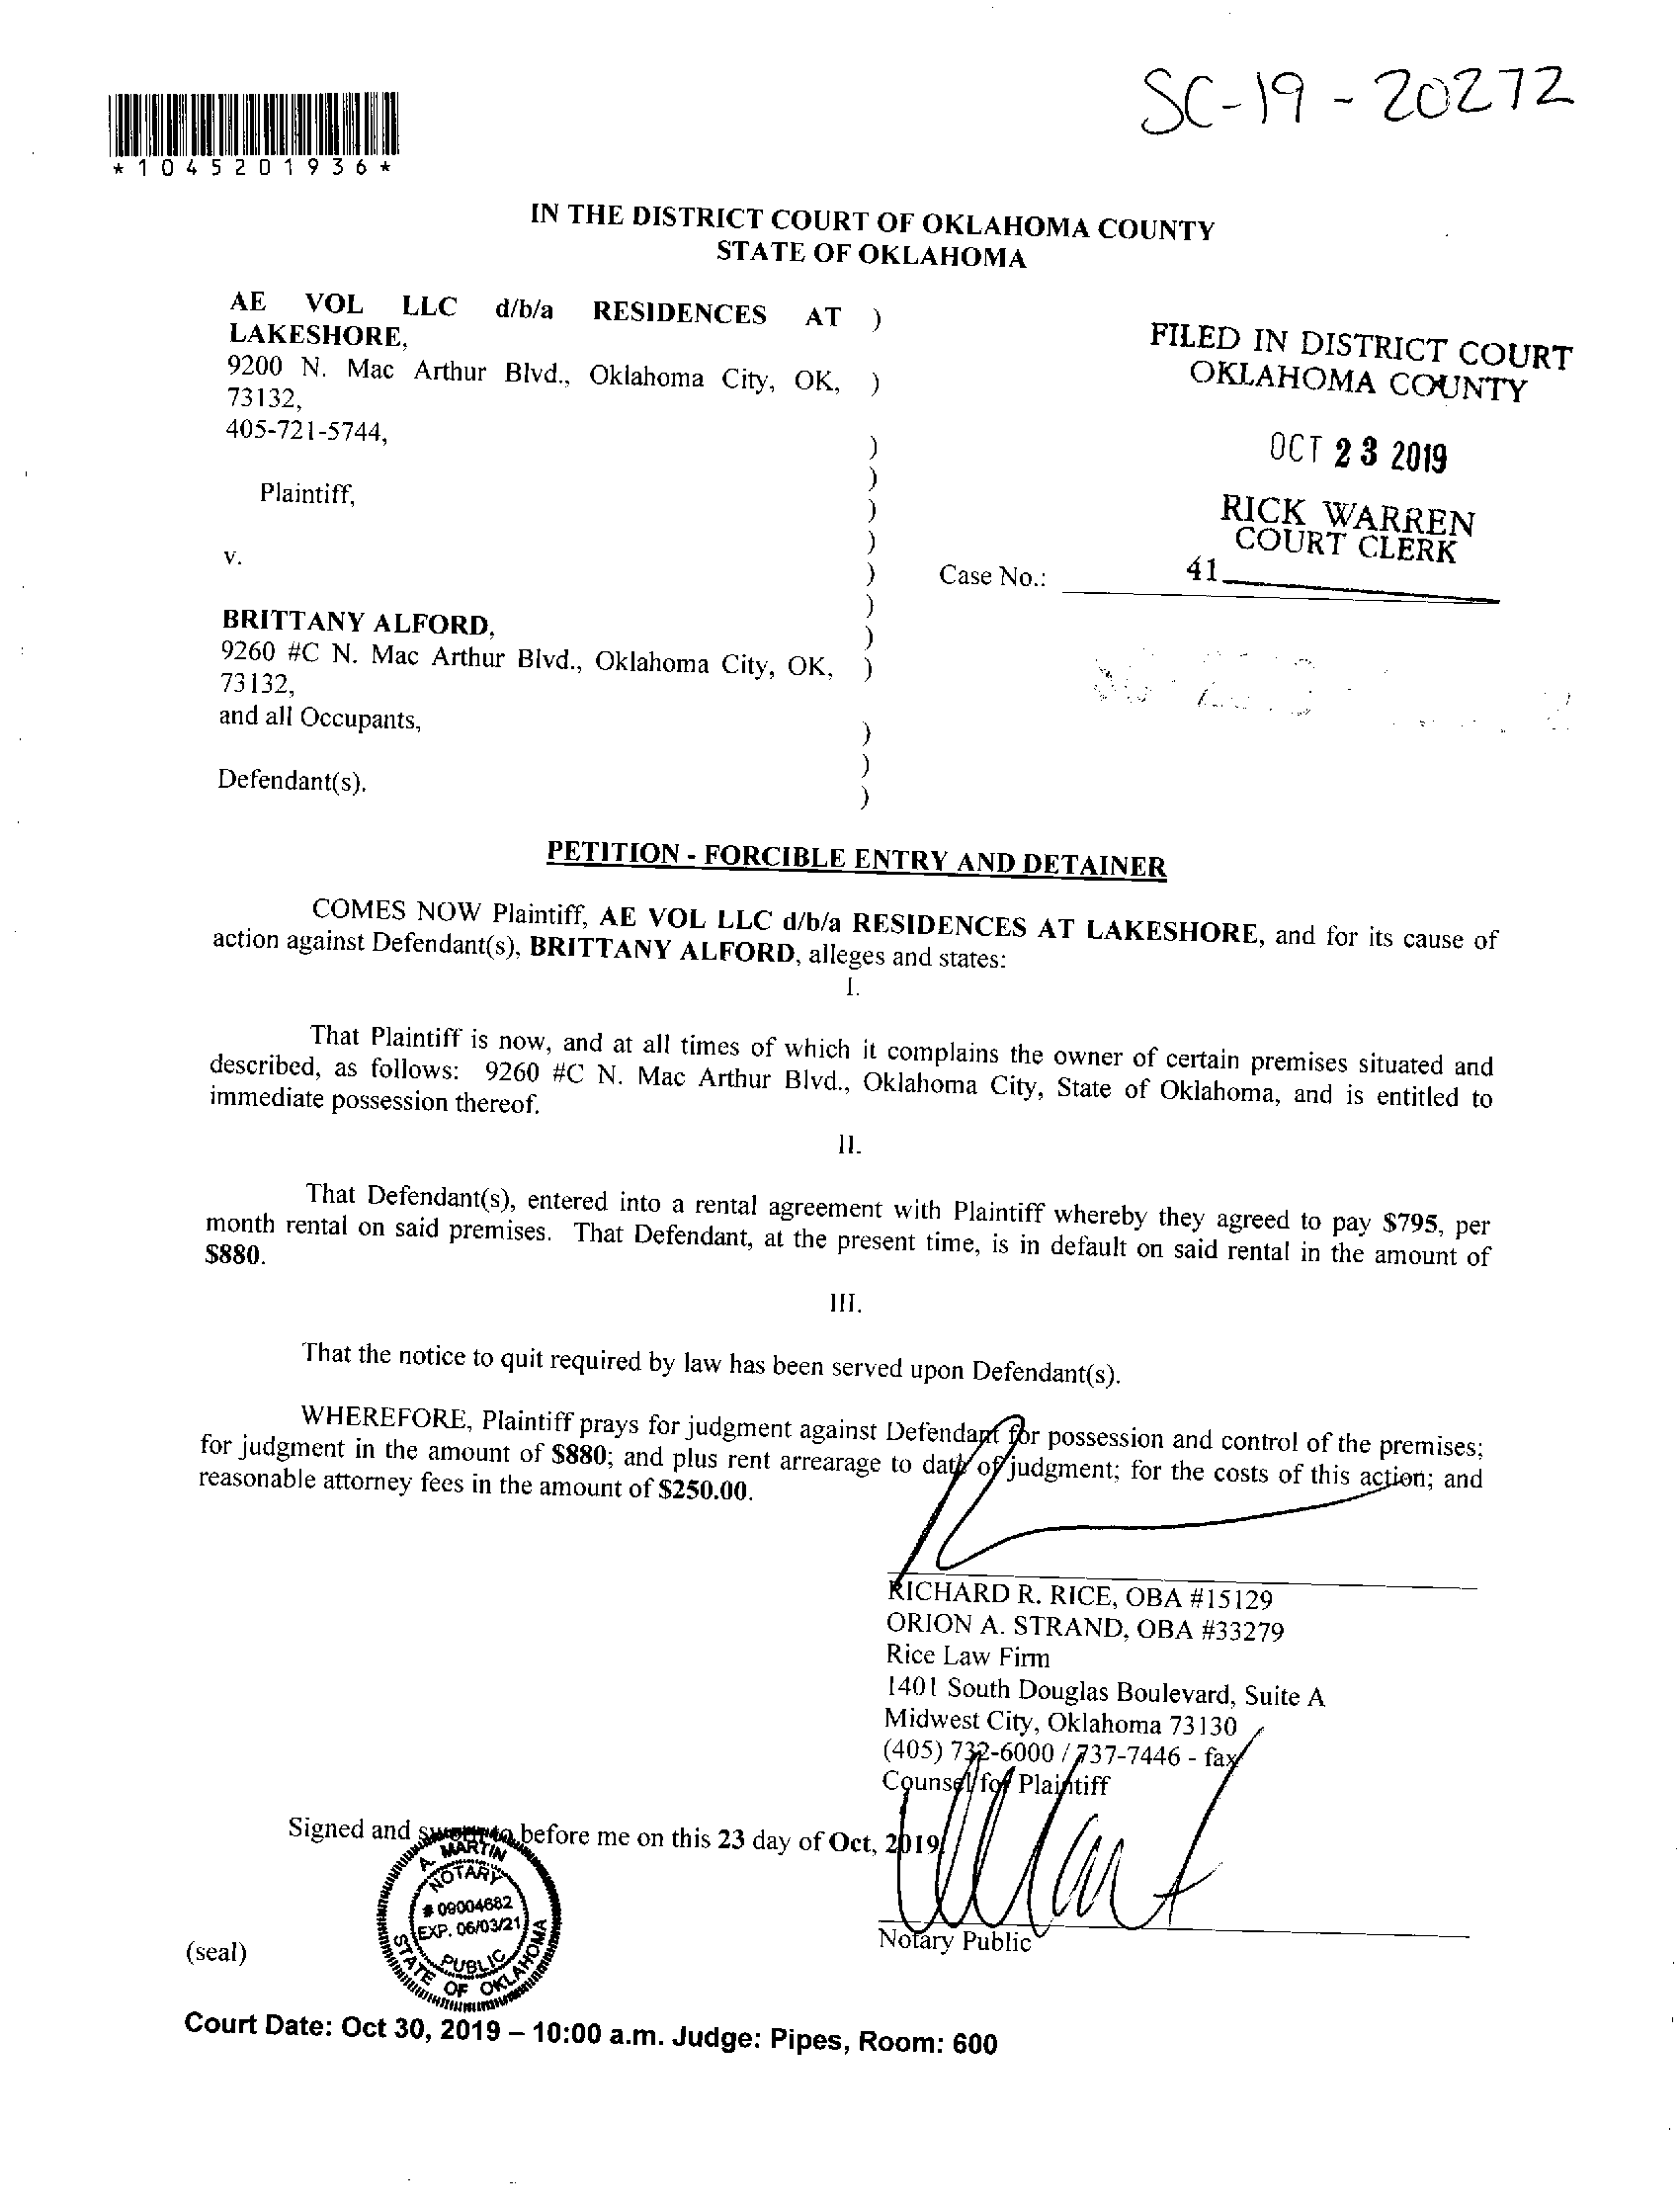 SC-19-20272
*1045201936*
IN THE DISTRICT COURT OF OKLAHOMA COUNTY
STATE OF OKLAHOMA
AE VOL LLC d/b/a RESIDENCES AT )
LAKESHORE,
9200 N. Mac Arthur Blvd., Oklahoma City, OK, )
73132,
405-721-5744, )
)
Plaintiff, )
)
v. )
)
BRITTANY ALFORD, )
9260 #C N. Mac Arthur Blvd., Oklahoma City, OK, )
73132,
and all Occupants, )
)
Defendant(s). )
FILED IN DISTRICT COURT
OKLAHOMA COUNTY
OCT 23 2019
RICK WARREN
COURT CLERK
Case No.: 41
PETITION - FORCIBLE ENTRY AND DETAINER
COMES NOW Plaintiff, AE VOL LLC d/b/a RESIDENCES AT LAKESHORE, and for its cause of
action against Defendant(s), BRITTANY ALFORD, alleges and states:
I.
That Plaintiff is now, and at all times of which it complains the owner of certain premises situated and
described, as follows: 9260 #C N. Mac Arthur Blvd., Oklahoma City, State of Oklahoma, and is entitled to
immediate possession thereof.
II.
That Defendant(s), entered into a rental agreement with Plaintiff whereby they agreed to pay $795, per
month rental on said premises. That Defendant, at the present time, is in default on said rental in the amount of
$880.
III.
That the notice to quit required by law has been served upon Defendant(s).
WHEREFORE, Plaintiff prays for judgment against Defendant for possession and control of the premises;
for judgment in the amount of $880; and plus rent arrearage to date of judgment; for the costs of this action; and
reasonable attorney fees in the amount of $250.00.
RICHARD R. RICE, OBA #15129
ORION A. STRAND, OBA #33279
Rice Law Firm
1401 South Douglas Boulevard, Suite A
Midwest City, Oklahoma 73130
(405) 732-6000 / 737-7446 - fax
Counsel for Plaintiff
Signed and sworn to before me on this 23 day of Oct, 2019
A. MARTIN
NOTARY
# 09004682
EXP. 06/03/21
PUBLIC
STATE OF OKLAHOMA
(seal)
Notary Public
Court Date: Oct 30, 2019 – 10:00 a.m. Judge: Pipes, Room: 600